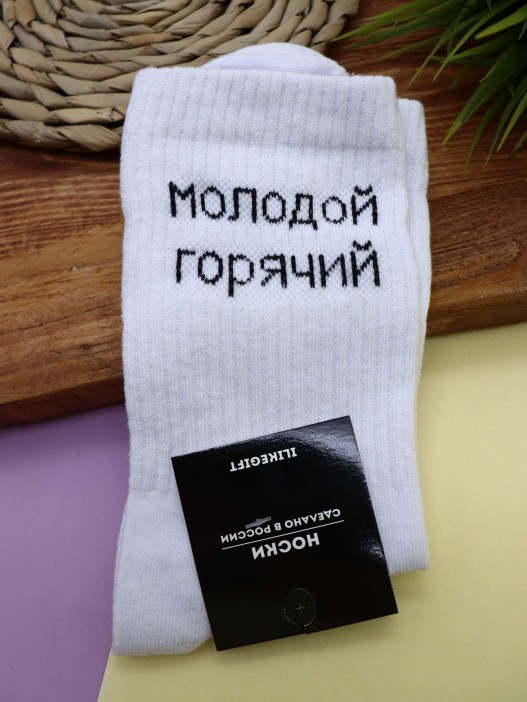 молодой
горячий
НОСКИ
СДЕЛАНО В РОССИИ
ILIKEGIFT